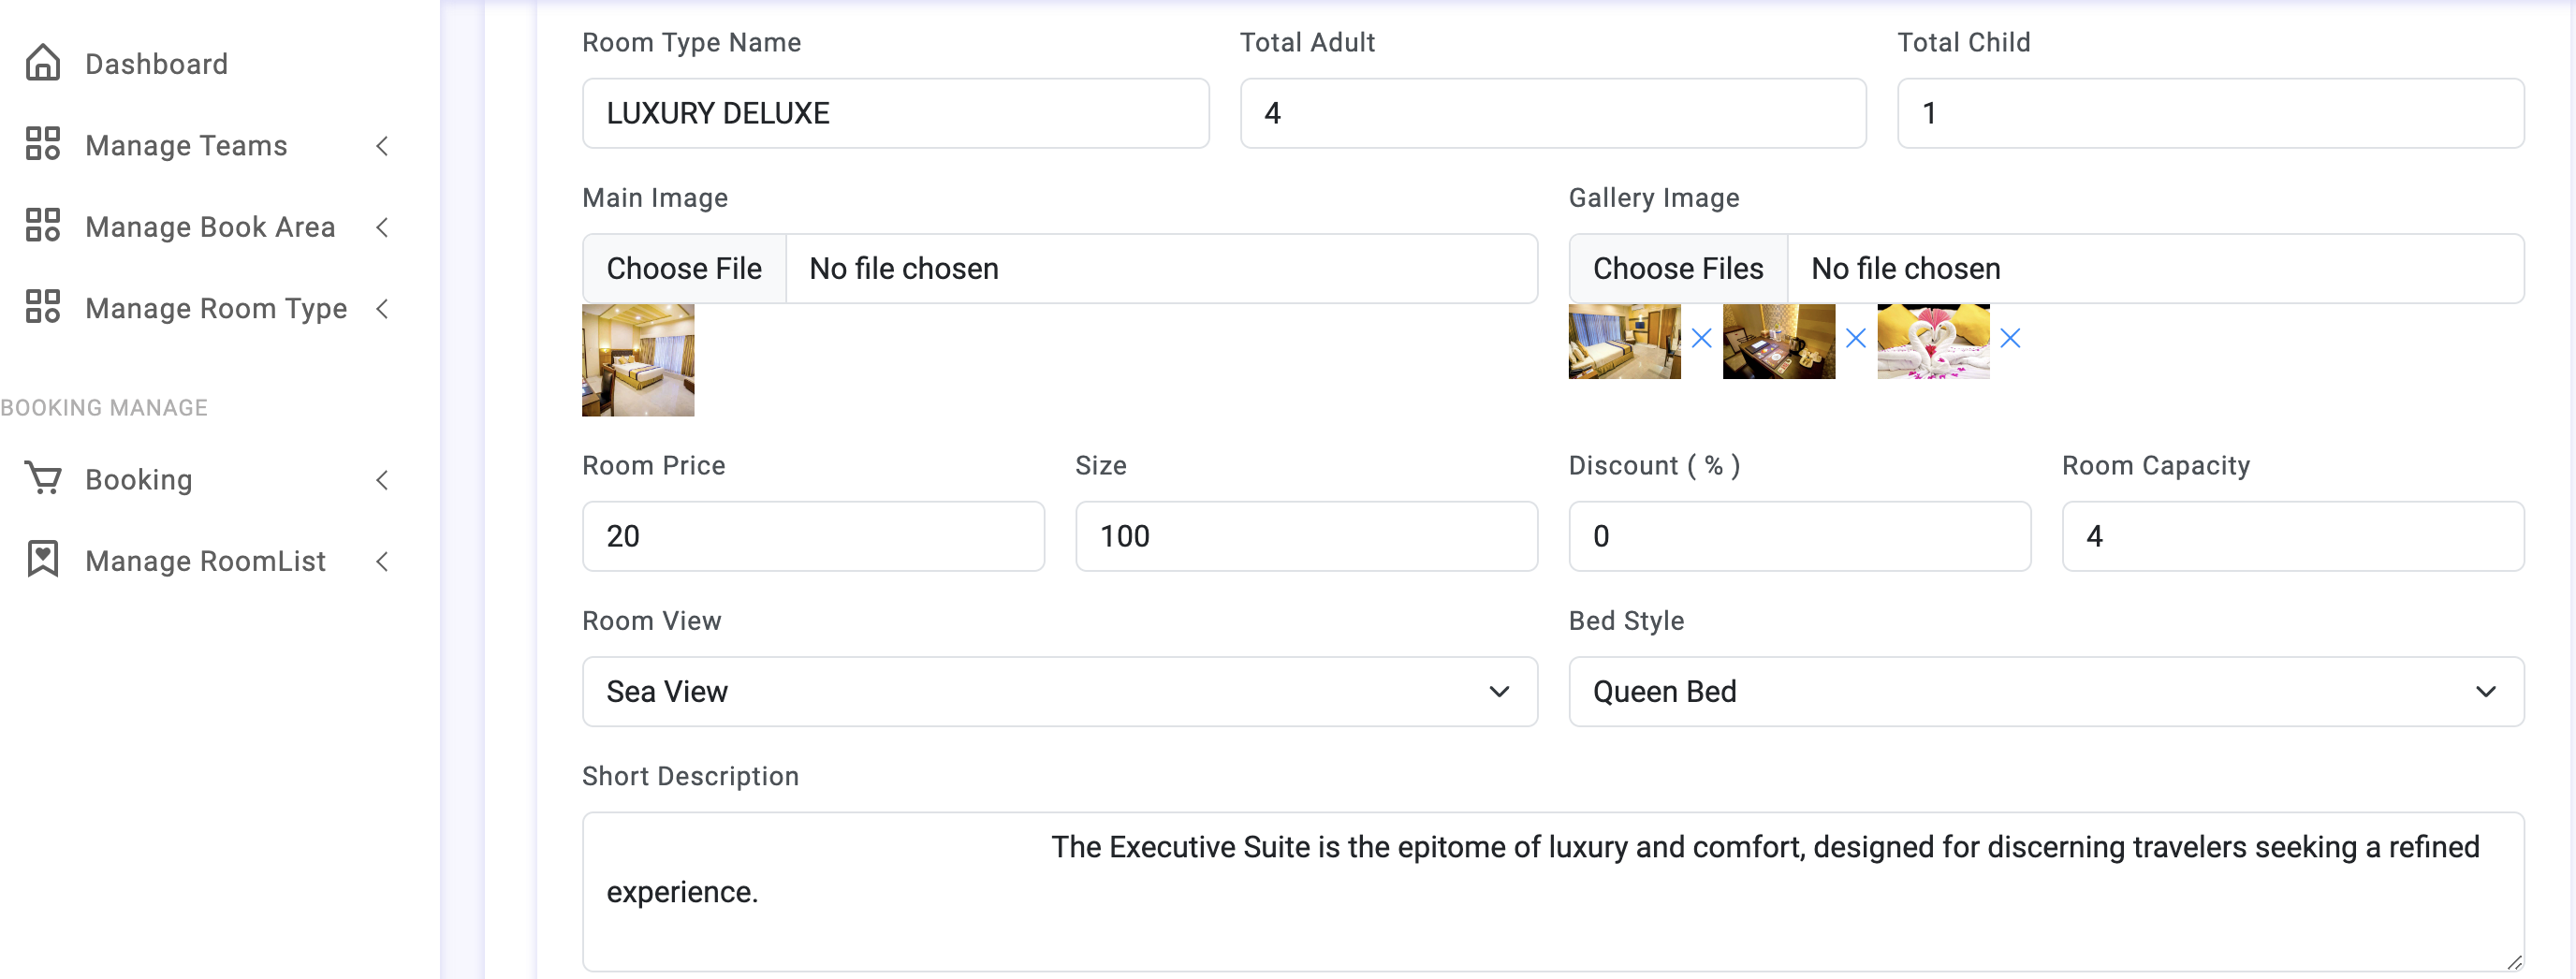 Dashboard
Manage Teams
Manage Book Area
Manage Room Type
BOOKING MANAGE
Booking
Manage RoomList
Room Type Name
LUXURY DELUXE
Total Adult
4
Total Child
1
Main Image
Choose File No file chosen
Gallery Image
Choose Files No file chosen
Room Price
20
Size
100
Discount ( % )
0
Room Capacity
4
Room View
Sea View
Bed Style
Queen Bed
Short Description
The Executive Suite is the epitome of luxury and comfort, designed for discerning travelers seeking a refined
experience.